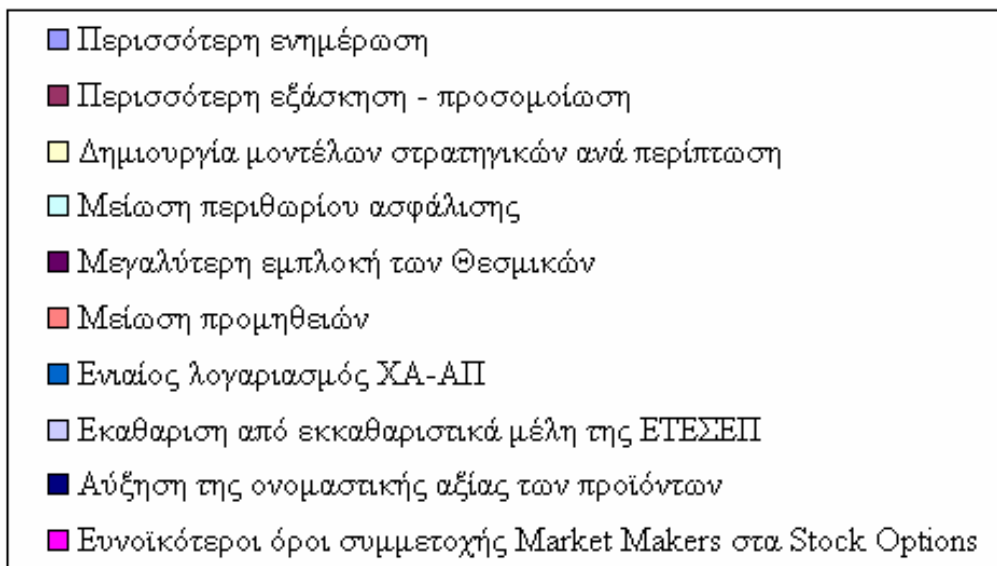 Περισσότερη ενημέρωση
Περισσότερη εξάσκηση - προσομοίωση
Δημιουργία μοντέλων στρατηγικών ανά περίπτωση
Μείωση περιθωρίου ασφάλισης
Μεγαλύτερη εμπλοκή των Θεσμικών
Μείωση προμηθειών
Ενιαίος λογαριασμός ΧΑ-ΑΠ
Εκαθαριση από εκκαθαριστικά μέλη της ΕΤΕΣΕΠ
Αύξηση της ονομαστικής αξίας των προϊόντων
Ευνοϊκότεροι όροι συμμετοχής Market Makers στα Stock Options